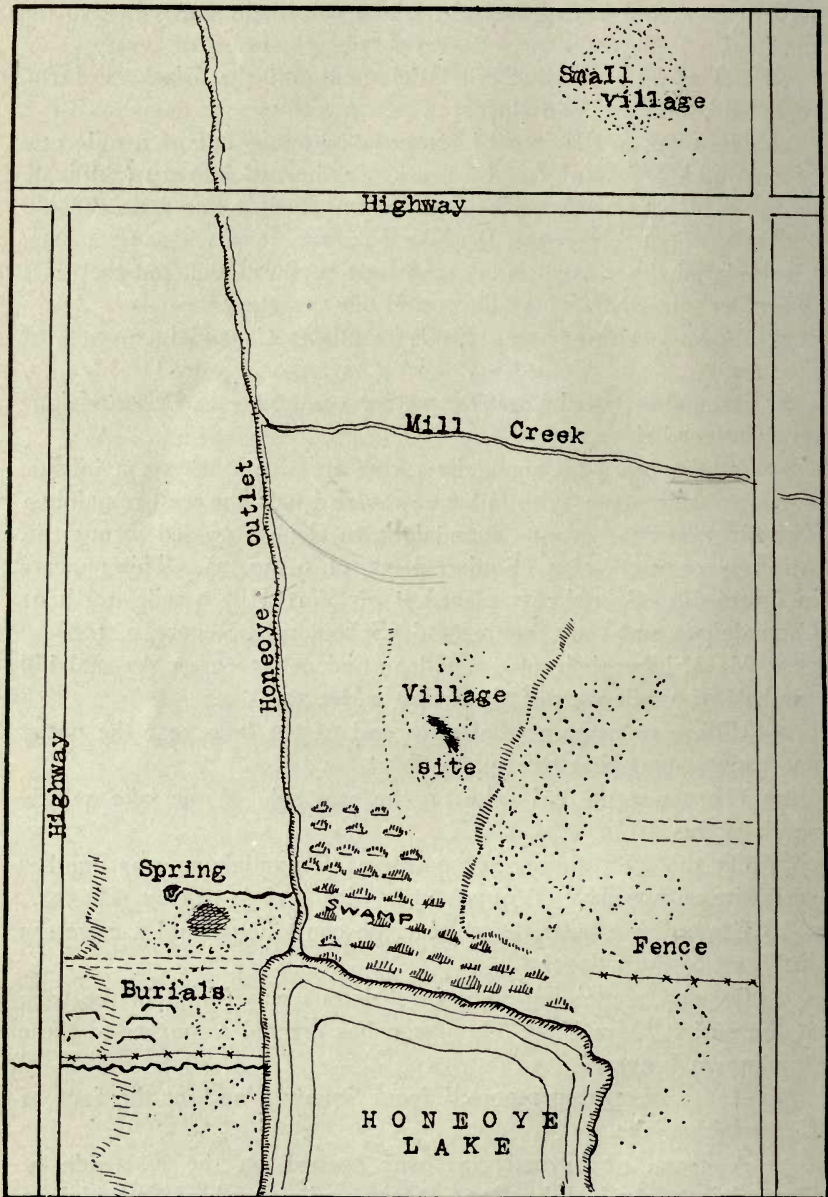 Small
village
Highway
Mill Creek
Honeoye outlet
Village
site
Highway
Spring
SWAMP
Fence
Burials
HONEOYE
LAKE